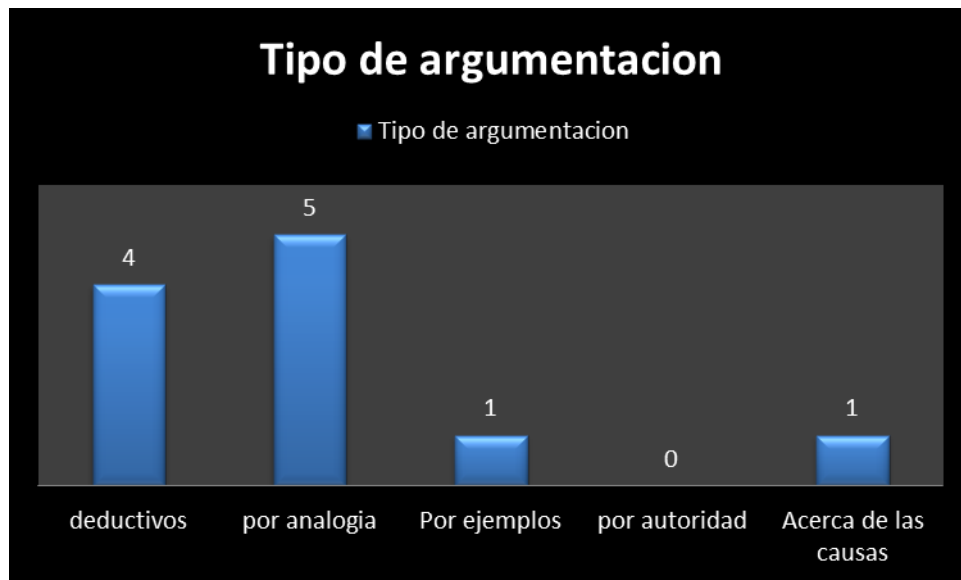 Tipo de argumentacion
Tipo de argumentacion
4
5
1
0
1
deductivos
por analogia
Por ejemplos
por autoridad
Acerca de las
causas